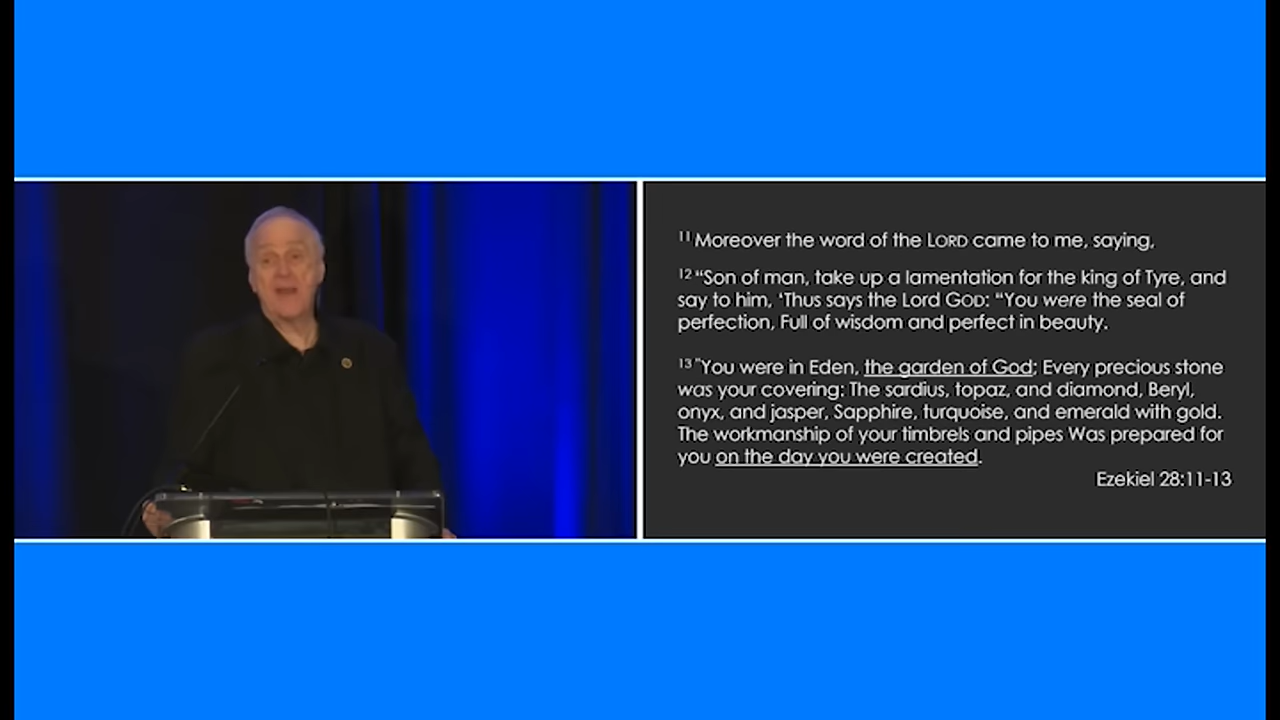 11 Moreover the word of the LORD came to me, saying,
12 “Son of man, take up a lamentation for the king of Tyre, and
say to him, ‘Thus says the Lord GOD: “You were the seal of
perfection, Full of wisdom and perfect in beauty.
13 "You were in Eden, the garden of God; Every precious stone
was your covering: The sardius, topaz, and diamond, Beryl,
onyx, and jasper, Sapphire, turquoise, and emerald with gold.
The workmanship of your timbrels and pipes Was prepared for
you on the day you were created.
Ezekiel 28:11-13